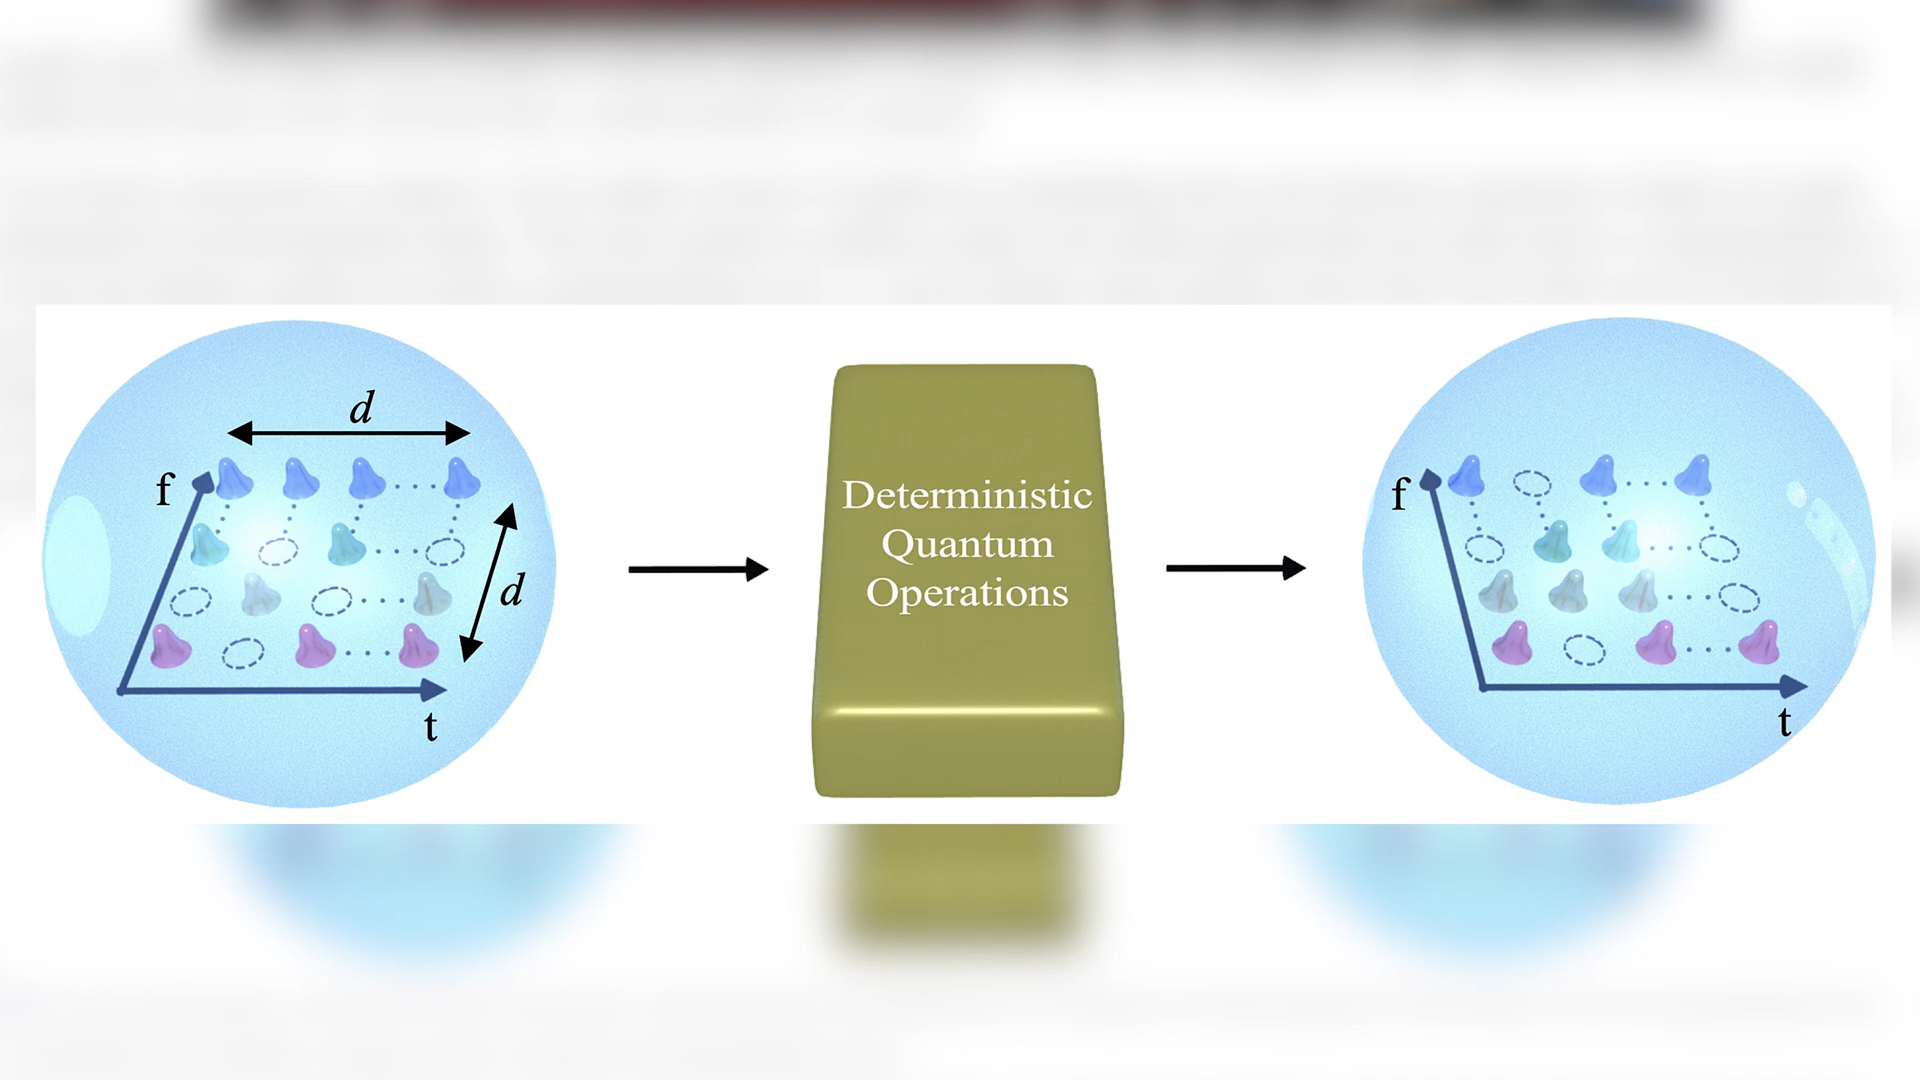 d
f
d
t
Deterministic
Quantum
Operations
f
t